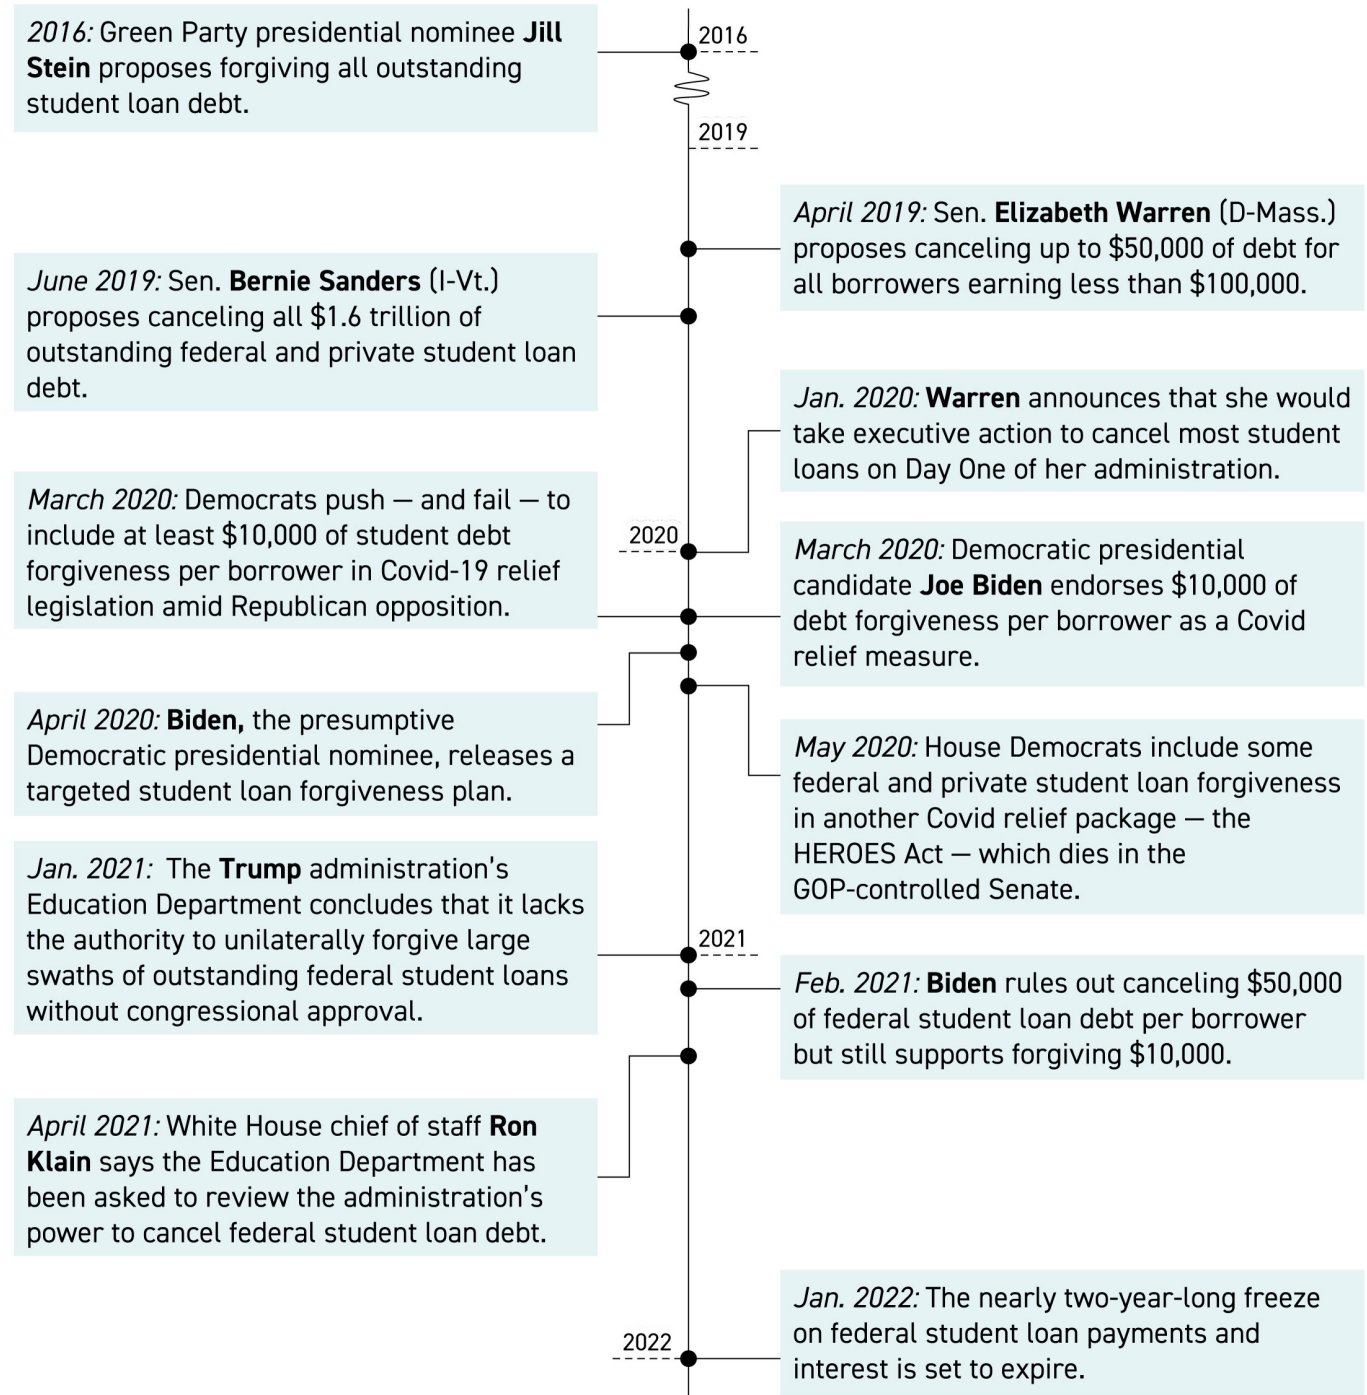 2016: Green Party presidential nominee Jill
Stein proposes forgiving all outstanding
student loan debt.
2016
2019
April 2019: Sen. Elizabeth Warren (D-Mass.)
proposes canceling up to $50,000 of debt for
all borrowers earning less than $100,000.
June 2019: Sen. Bernie Sanders (I-Vt.)
proposes canceling all $1.6 trillion of
outstanding federal and private student loan
debt.
Jan. 2020: Warren announces that she would
take executive action to cancel most student
loans on Day One of her administration.
2020
March 2020: Democrats push — and fail — to
include at least $10,000 of student debt
forgiveness per borrower in Covid-19 relief
legislation amid Republican opposition.
March 2020: Democratic presidential
candidate Joe Biden endorses $10,000 of
debt forgiveness per borrower as a Covid
relief measure.
April 2020: Biden, the presumptive
Democratic presidential nominee, releases a
targeted student loan forgiveness plan.
May 2020: House Democrats include some
federal and private student loan forgiveness
in another Covid relief package — the
HEROES Act — which dies in the
GOP-controlled Senate.
Jan. 2021: The Trump administration's
Education Department concludes that it lacks
the authority to unilaterally forgive large
swaths of outstanding federal student loans
without congressional approval.
2021
Feb. 2021: Biden rules out canceling $50,000
of federal student loan debt per borrower
but still supports forgiving $10,000.
April 2021: White House chief of staff Ron
Klain says the Education Department has
been asked to review the administration's
power to cancel federal student loan debt.
2022
Jan. 2022: The nearly two-year-long freeze
on federal student loan payments and
interest is set to expire.